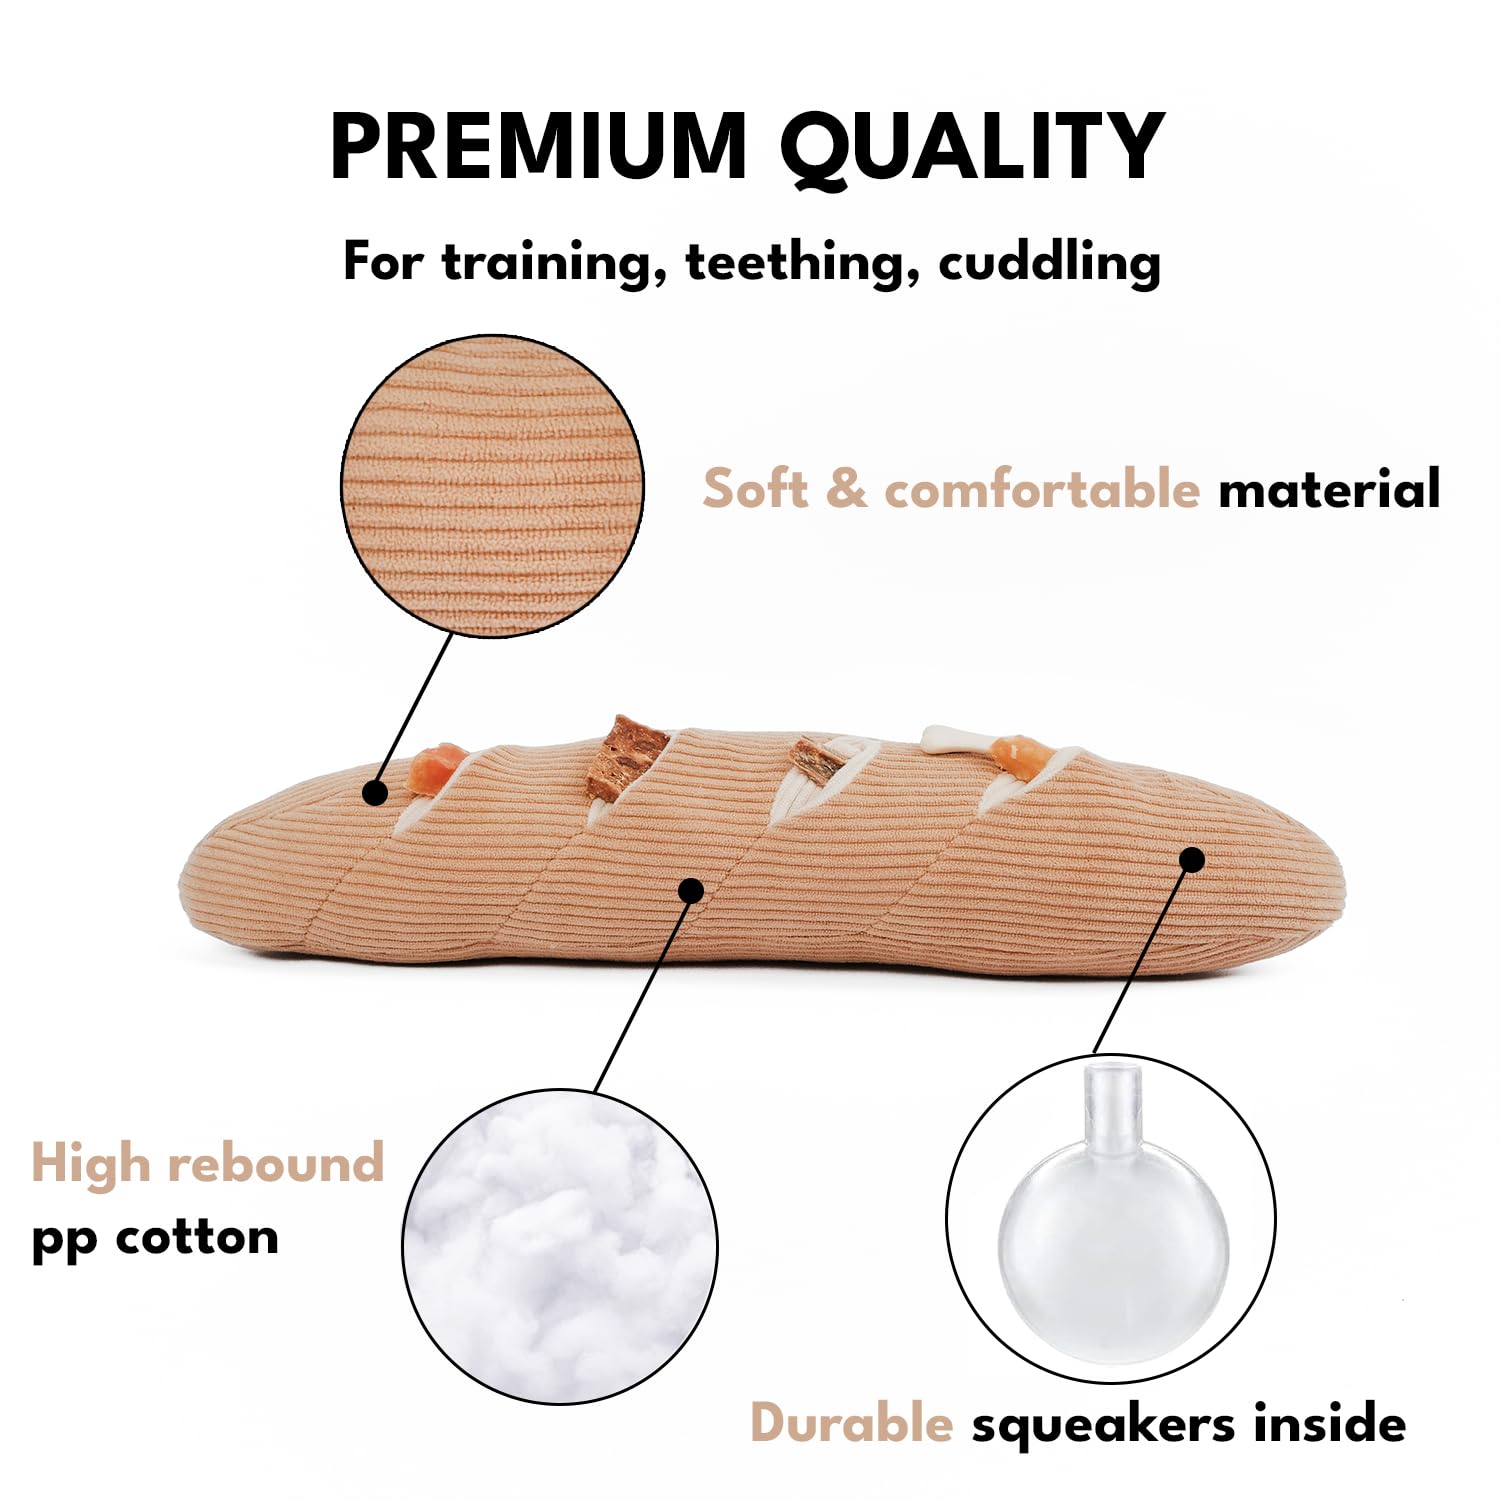 PREMIUM QUALITY
For training, teething, cuddling
Soft & comfortable material
High rebound
pp cotton
Durable squeakers inside